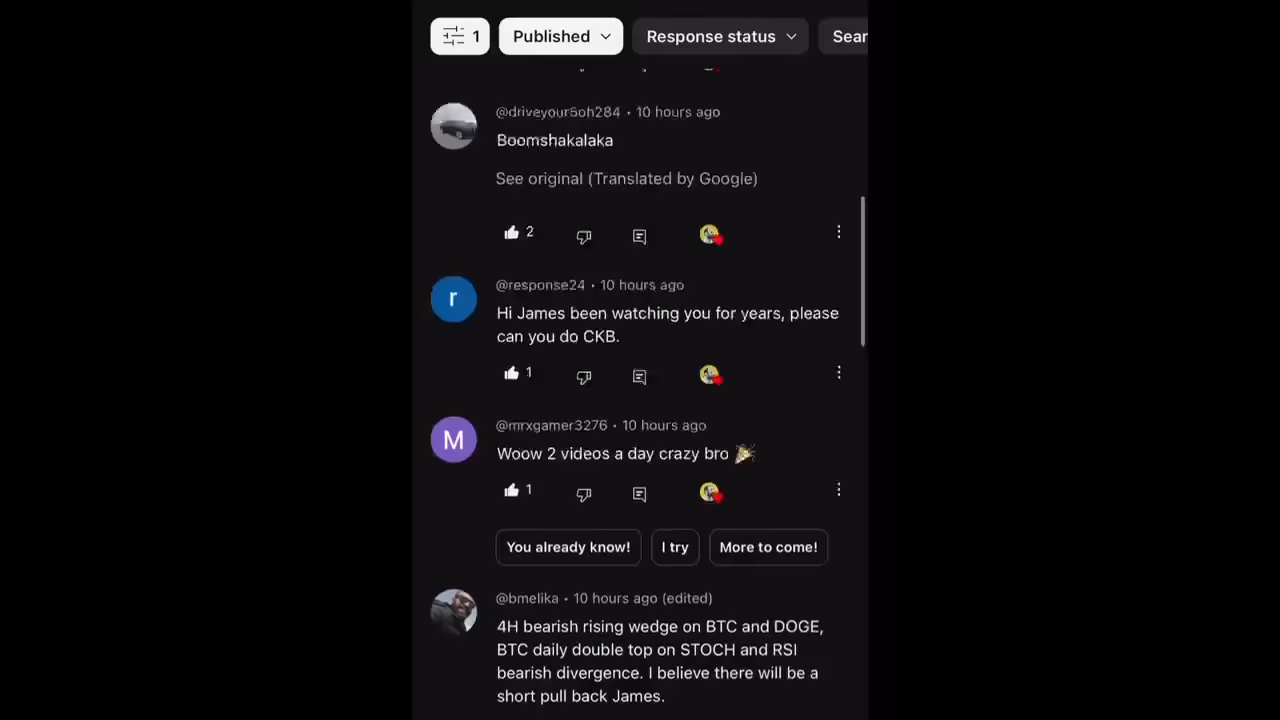 1 Published Response status Sear
@driveyour5oh284 • 10 hours ago
Boomshakalaka
See original (Translated by Google)
2
r
@response24 • 10 hours ago
Hi James been watching you for years, please
can you do CKB.
1
M
@mrxgamer3276 • 10 hours ago
Woow 2 videos a day crazy bro 🎉
1
You already know! I try More to come!
@bmelika • 10 hours ago (edited)
4H bearish rising wedge on BTC and DOGE,
BTC daily double top on STOCH and RSI
bearish divergence. I believe there will be a
short pull back James.